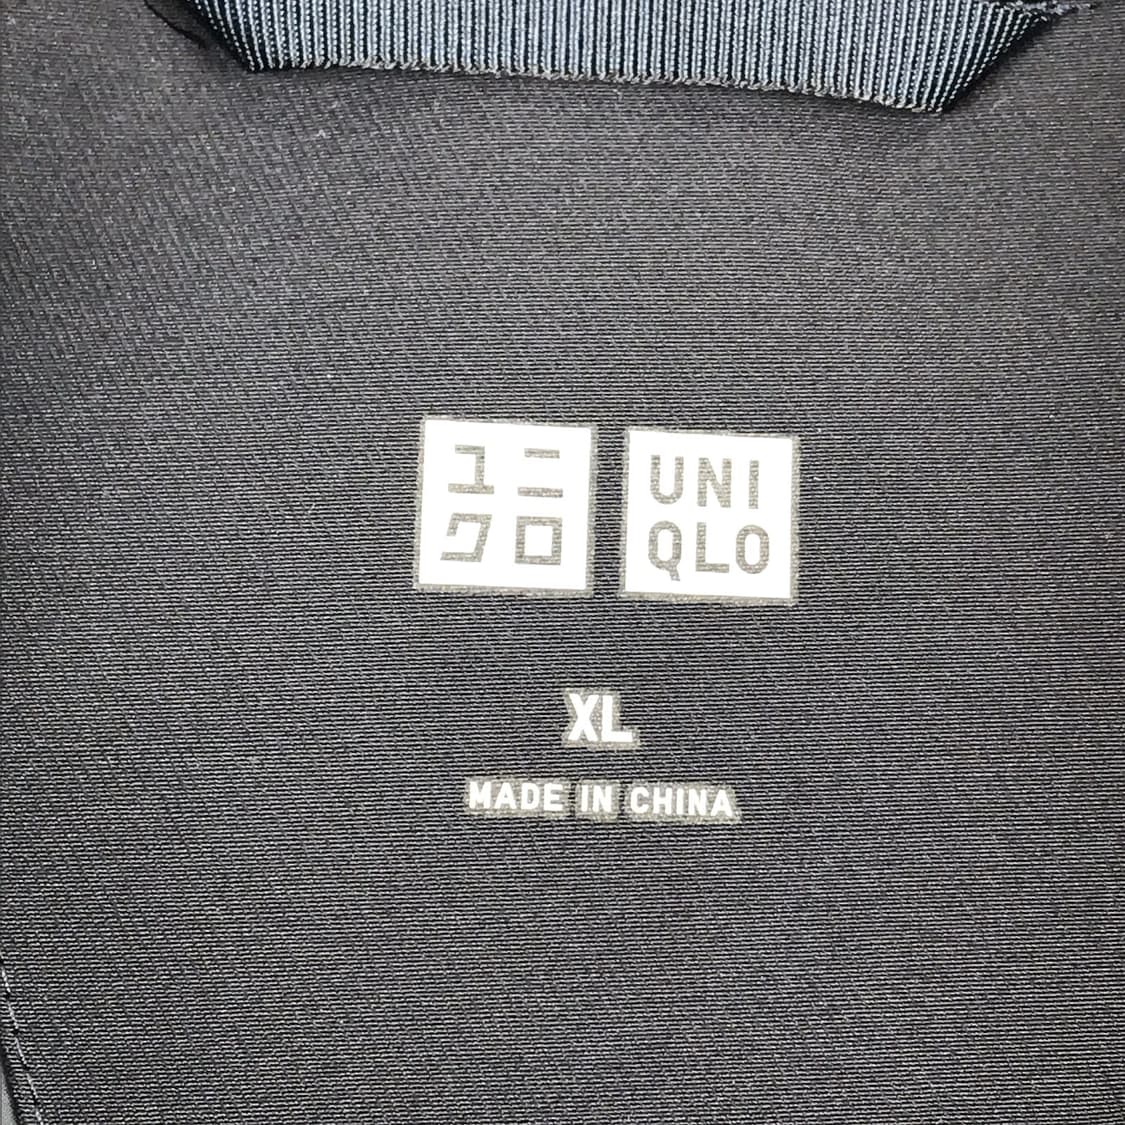 ユニ
クロ
UNI
QLO
XL
MADE IN CHINA